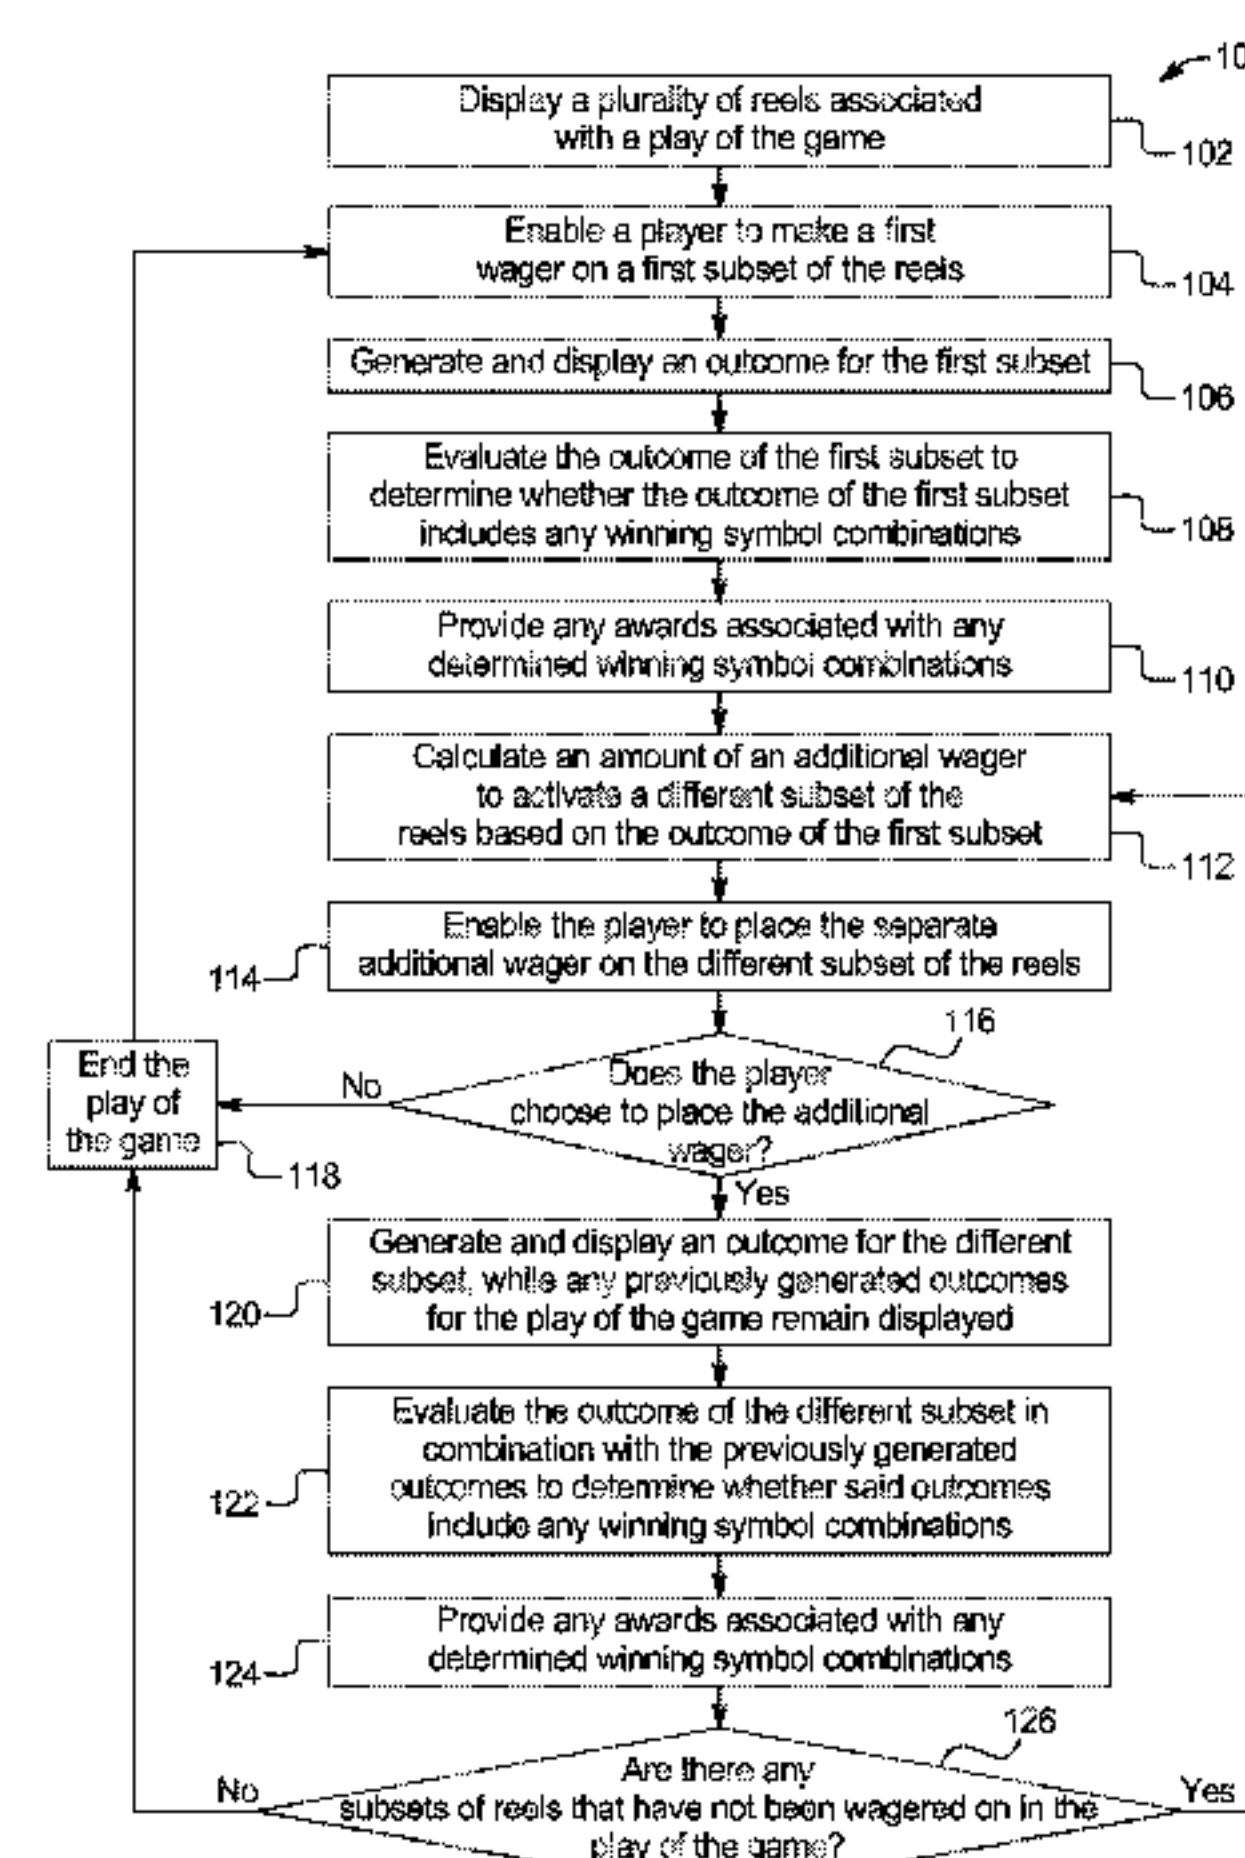 10
Display a plurality of reels associated
with a play of the game
102
Enable a player to make a first
wager on a first subset of the reels
104
Generate and display an outcome for the first subset
106
Evaluate the outcome of the first subset to
determine whether the outcome of the first subset
includes any winning symbol combinations
108
Provide any awards associated with any
determined winning symbol combinations
110
Calculate an amount of an additional wager
to activate a different subset of the
reels based on the outcome of the first subset
112
Enable the player to place the separate
additional wager on the different subset of the reels
114
116
Does the player
choose to place the additional
wager?
No
Yes
End the
play of
the game
118
Generate and display an outcome for the different
subset, while any previously generated outcomes
for the play of the game remain displayed
120
Evaluate the outcome of the different subset in
combination with the previously generated
outcomes to determine whether said outcomes
include any winning symbol combinations
122
Provide any awards associated with any
determined winning symbol combinations
124
126
Are there any
subsets of reels that have not been wagered on in the
play of the game?
No
Yes